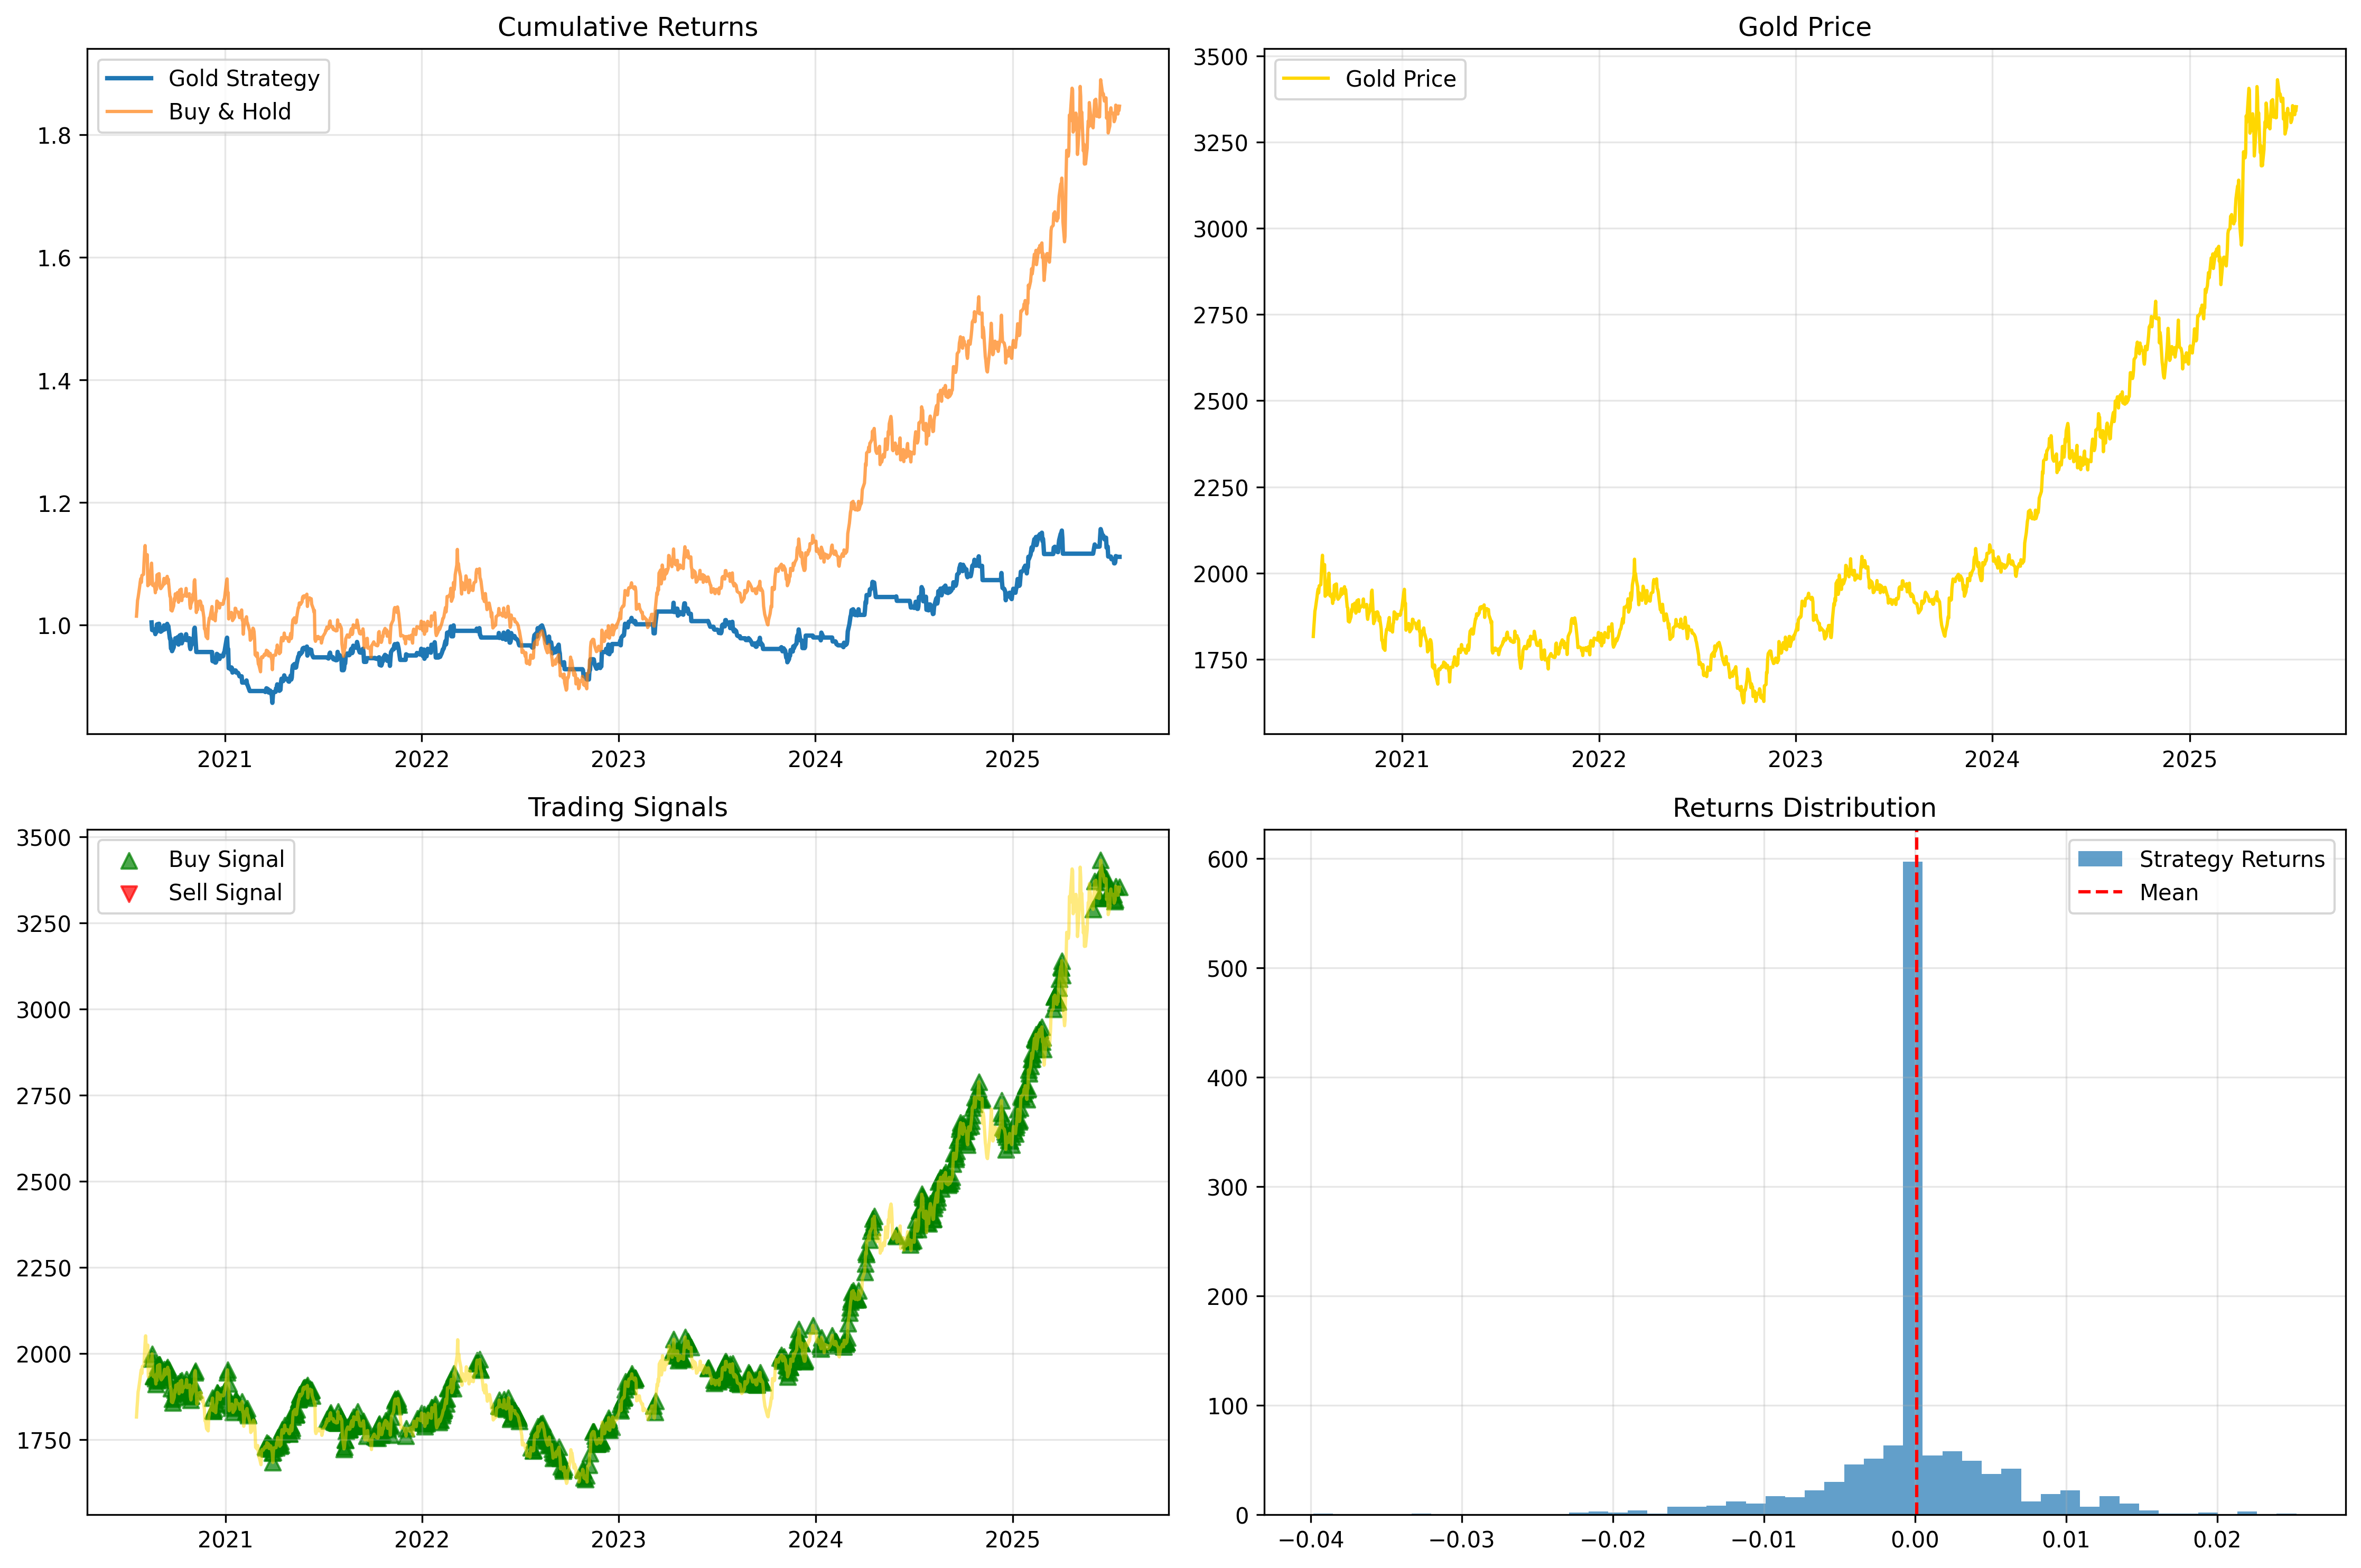 Cumulative Returns
Gold Strategy
Buy & Hold
1.8
1.6
1.4
1.2
1.0
2021 2022 2023 2024 2025
Gold Price
Gold Price
3500
3250
3000
2750
2500
2250
2000
1750
2021 2022 2023 2024 2025
Trading Signals
Buy Signal
Sell Signal
3500
3250
3000
2750
2500
2250
2000
1750
2021 2022 2023 2024 2025
Returns Distribution
Strategy Returns
Mean
600
500
400
300
200
100
0
−0.04 −0.03 −0.02 −0.01 0.00 0.01 0.02